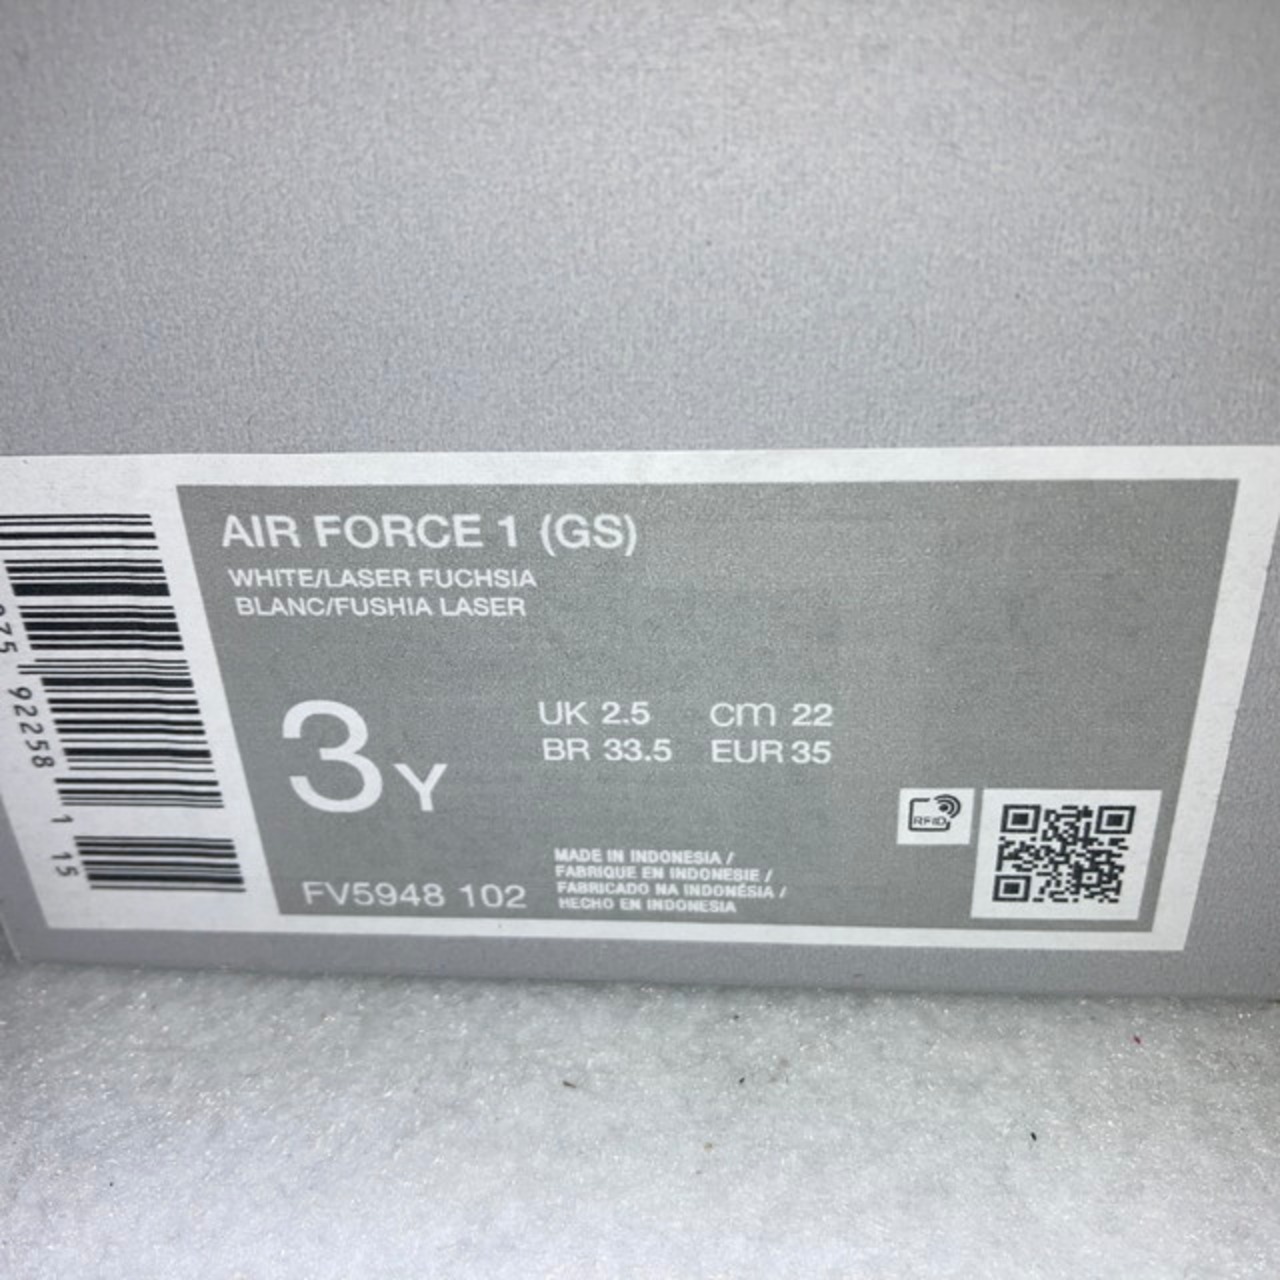 AIR FORCE 1 (GS)
WHITE/LASER FUCHSIA
BLANC/FUSHIA LASER
3Y
UK 2.5 cm 22
BR 33.5 EUR 35
FV5948 102
MADE IN INDONESIA /
FABRIQUE EN INDONESIE /
FABRICADO NA INDONÉSIA /
HECHO EN INDONESIA
RFID
92258
1
15